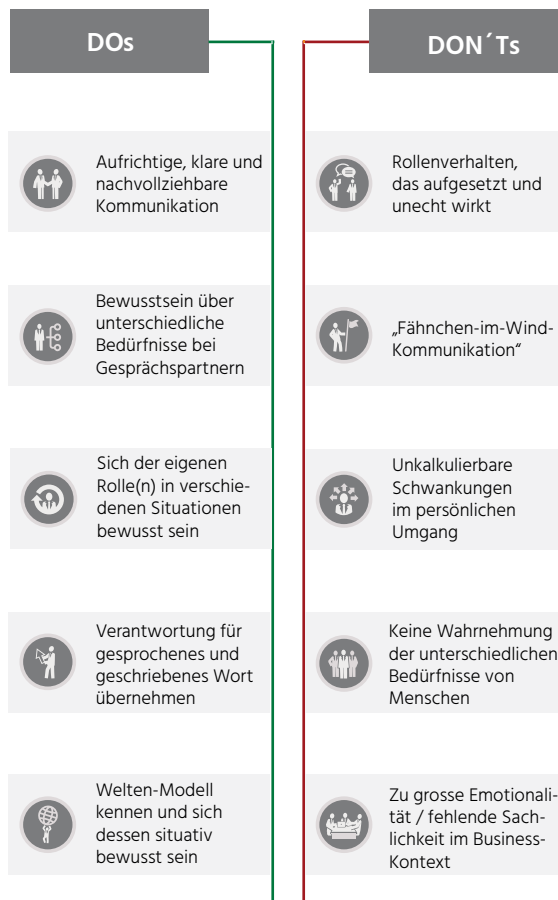 DOs
Aufrichtige, klare und
nachvollziehbare
Kommunikation
Bewusstsein über
unterschiedliche
Bedürfnisse bei
Gesprächspartnern
Sich der eigenen
Rolle(n) in verschie-
denen Situationen
bewusst sein
Verantwortung für
gesprochenes und
geschriebenes Wort
übernehmen
Welten-Modell
kennen und sich
dessen situativ
bewusst sein
DON´Ts
Rollenverhalten,
das aufgesetzt und
unecht wirkt
„Fähnchen-im-Wind-
Kommunikation“
Unkalkulierbare
Schwankungen
im persönlichen
Umgang
Keine Wahrnehmung
der unterschiedlichen
Bedürfnisse von
Menschen
Zu grosse Emotionali-
tät / fehlende Sach-
lichkeit im Business-
Kontext